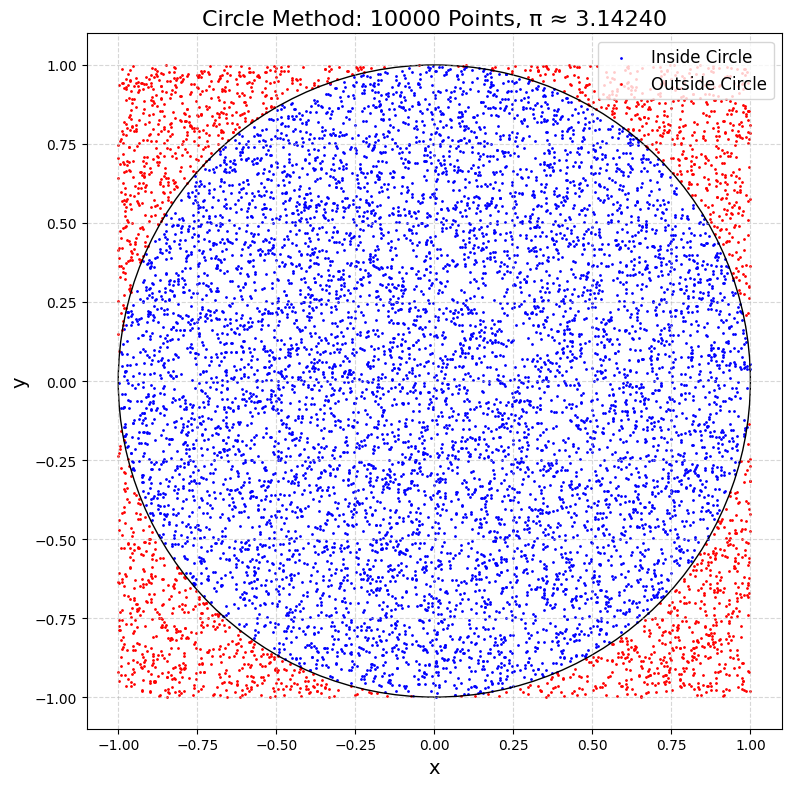 Circle Method: 10000 Points, π ≈ 3.14240
Inside Circle
Outside Circle
1.00
0.75
0.50
0.25
0.00
−0.25
−0.50
−0.75
−1.00
y
−1.00 −0.75 −0.50 −0.25 0.00 0.25 0.50 0.75 1.00
x